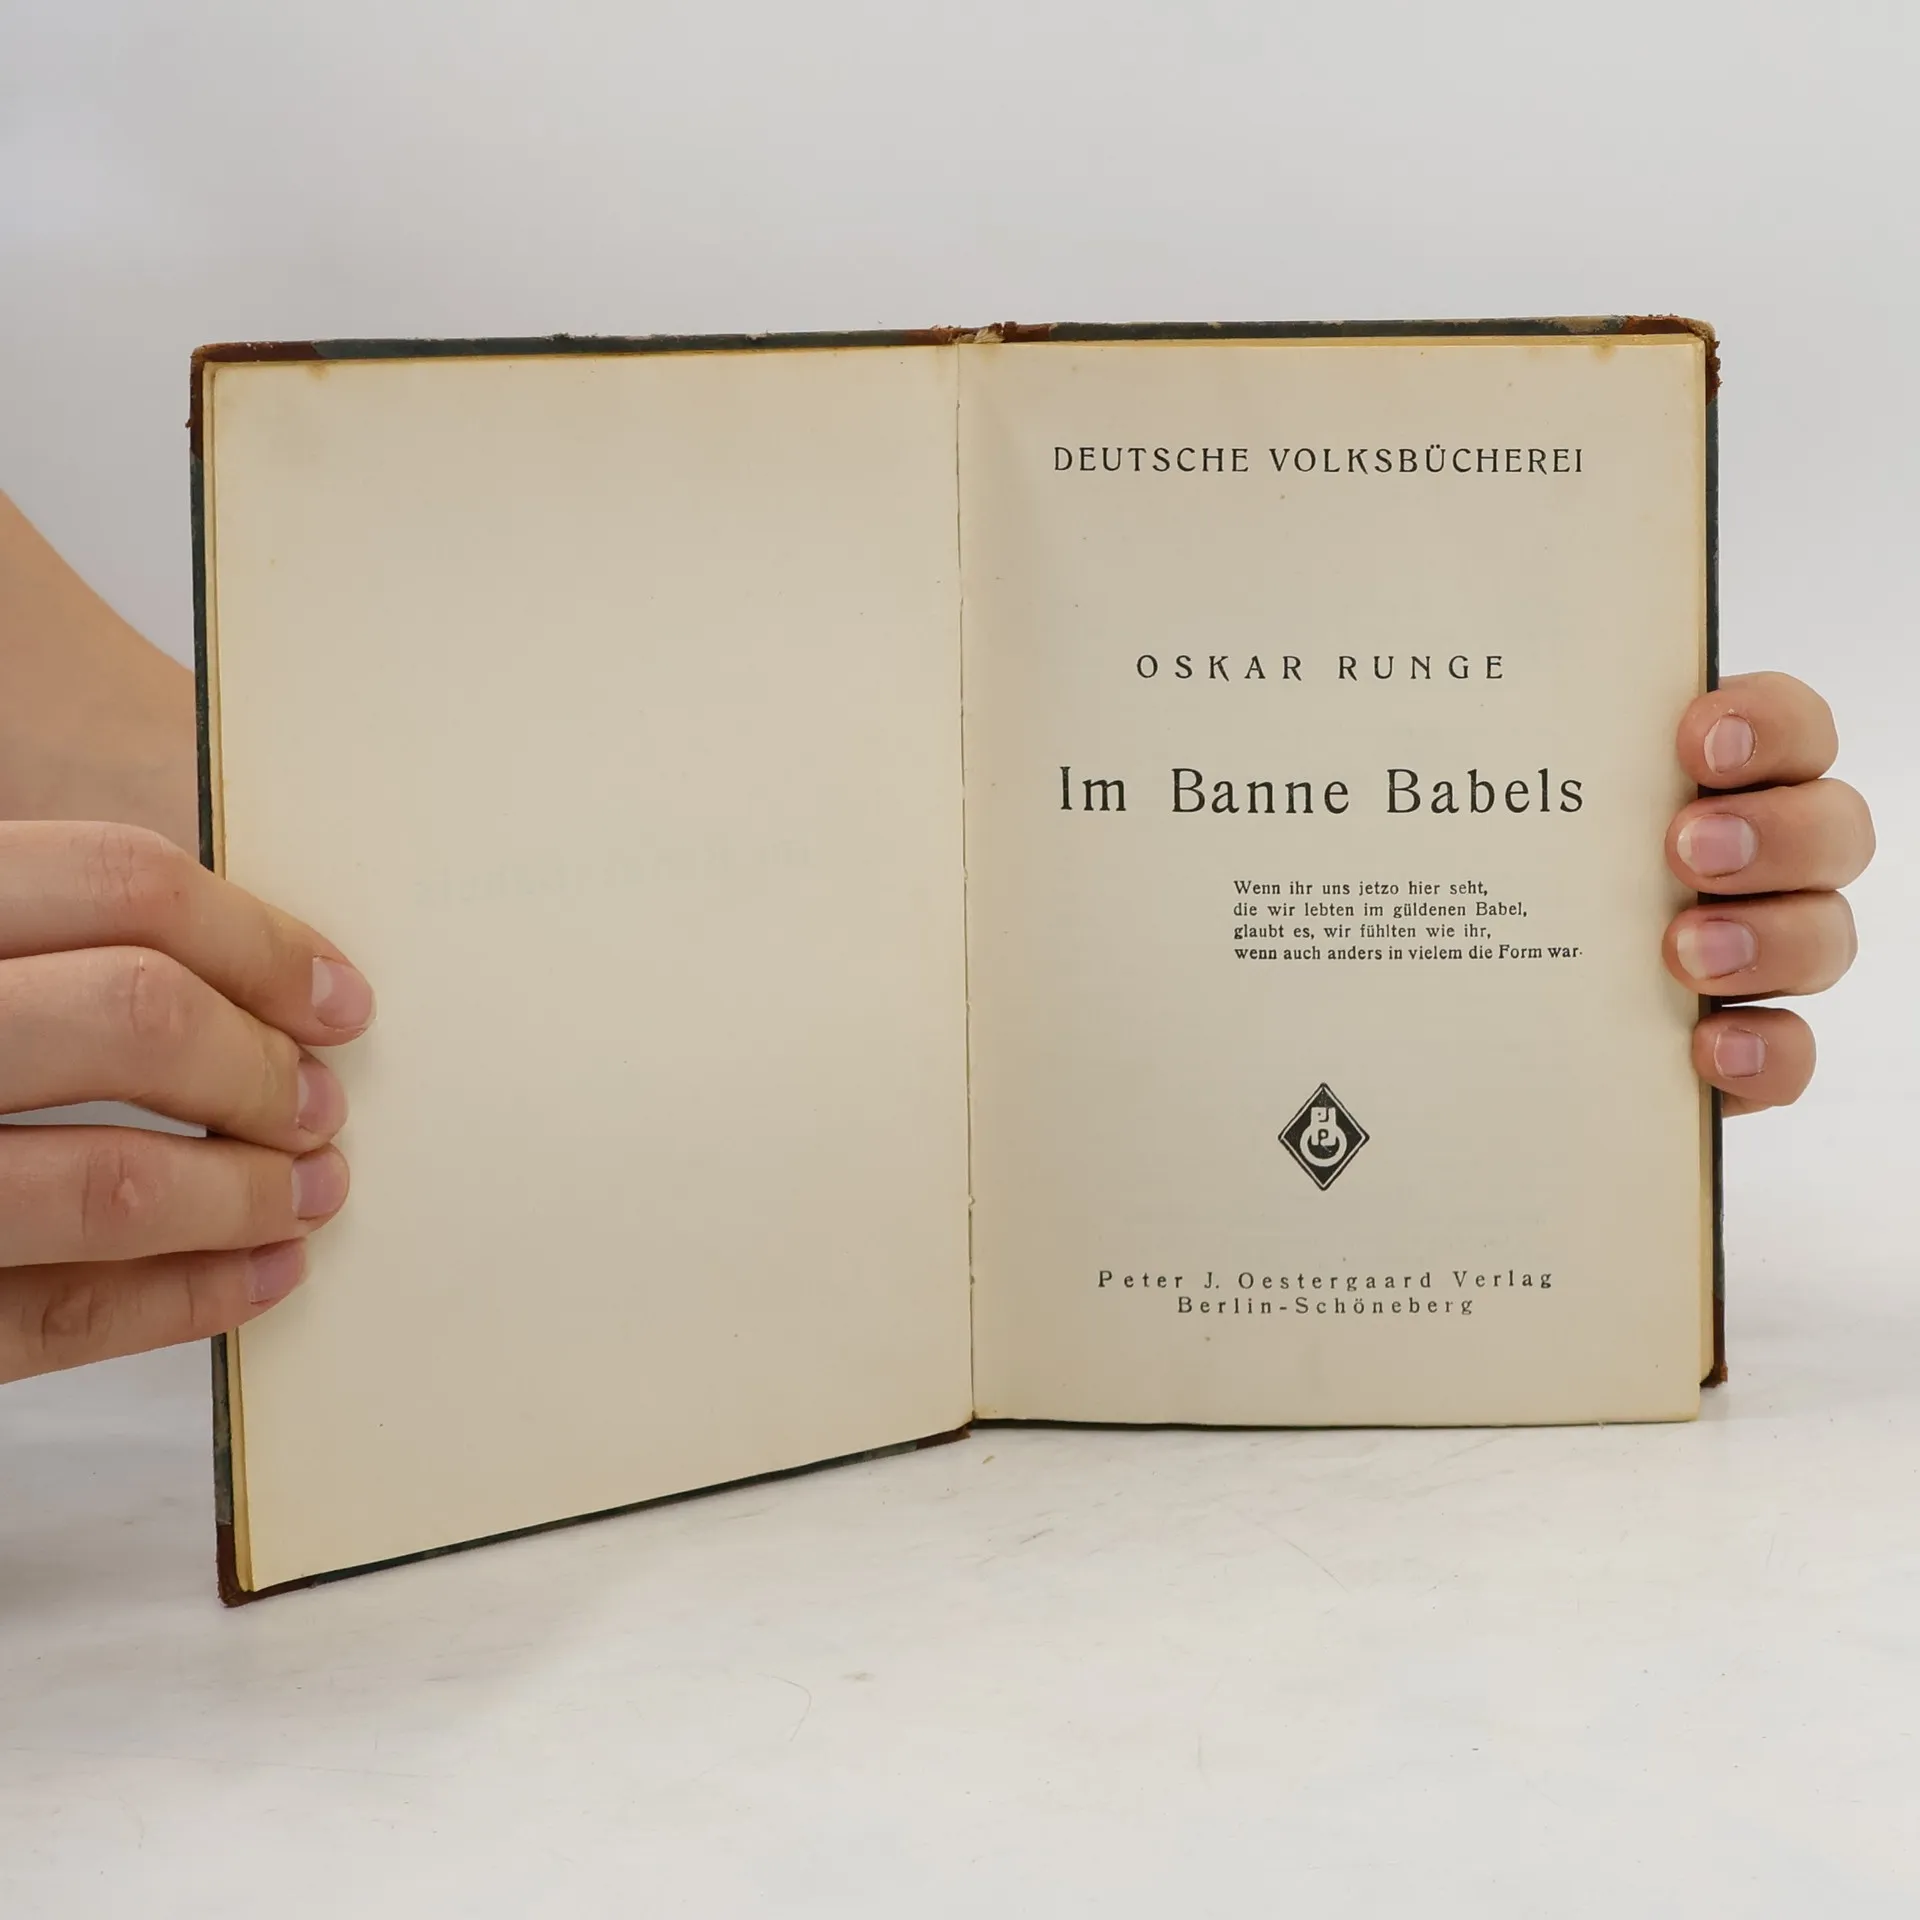 DEUTSCHE VOLKSBÜCHEREI
OSKAR RUNGE
Im Banne Babels
Wenn ihr uns jetzo hier seht,
die wir lebten im güldenen Babel,
glaubt es, wir fühlten wie ihr,
wenn auch anders in vielem die Form war.
PJ
Peter J. Oestergaard Verlag
Berlin-Schöneberg